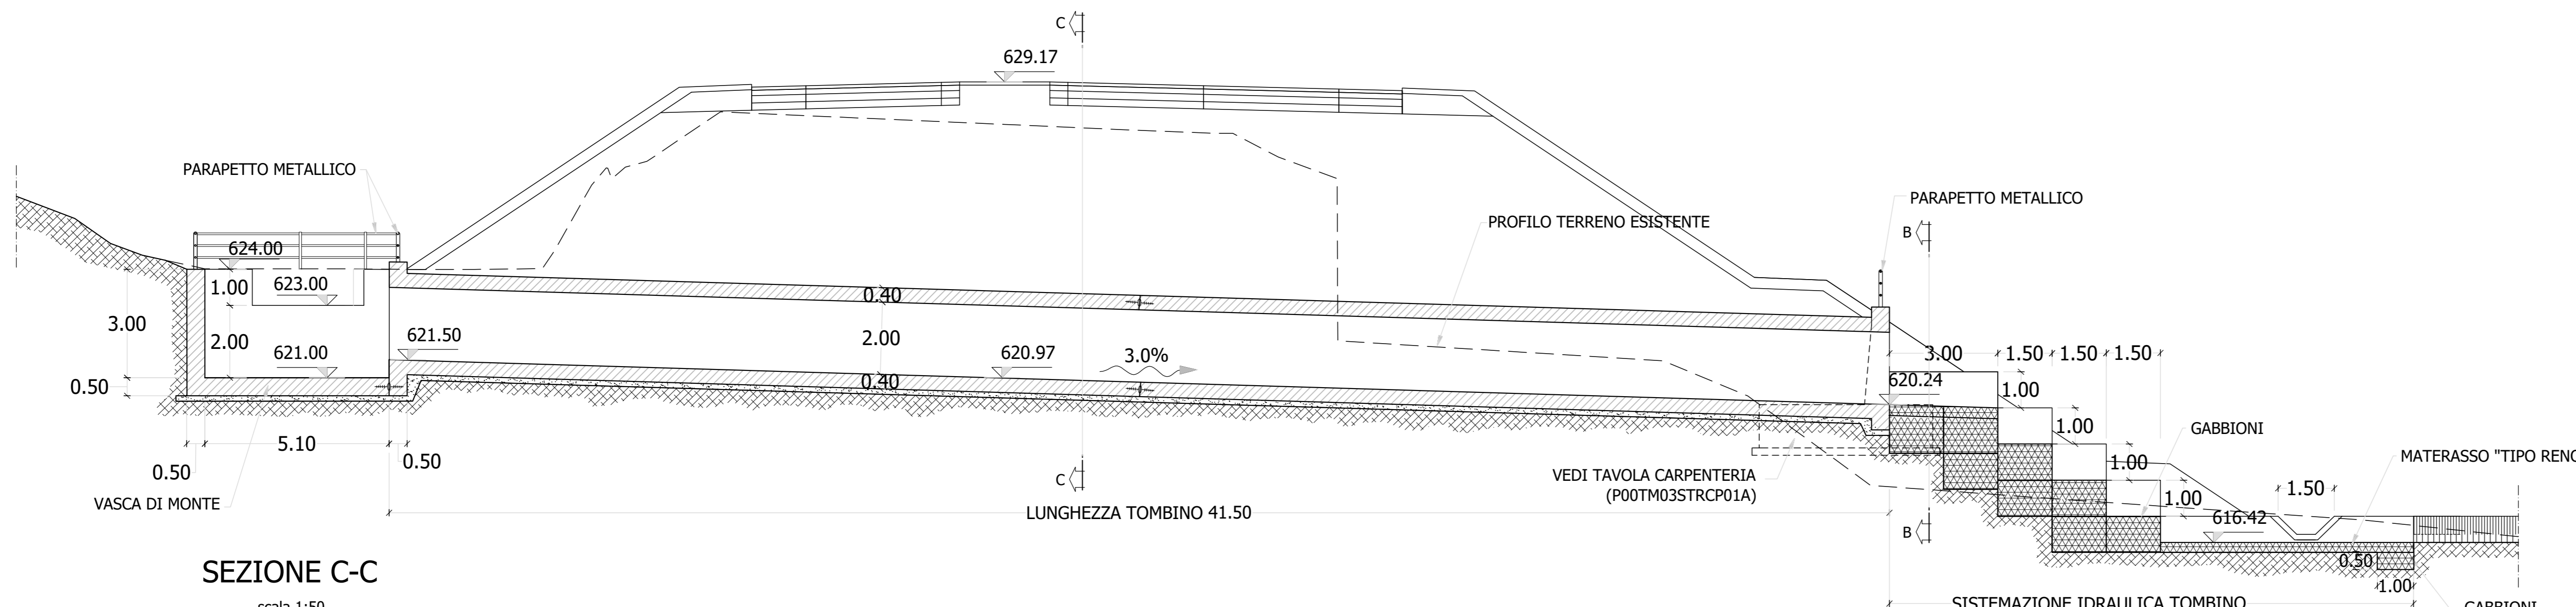 C
629.17
PARAPETTO METALLICO
PARAPETTO METALLICO
PROFILO TERRENO ESISTENTE
B
624.00
1.00
623.00
0.40
3.00
2.00
621.50
2.00
621.00
620.97
3.0%
3.00
1.50
1.50
1.50
0.50
0.40
620.24
1.00
1.00
GABBIONI
5.10
0.50
0.50
1.00
VEDI TAVOLA CARPENTERIA
(P00TM03STRCP01A)
MATERASSO "TIPO RENO
C
1.00
1.50
VASCA DI MONTE
LUNGHEZZA TOMBINO 41.50
616.42
B
0.50
SEZIONE C-C
1.00
scala 1:50
SISTEMAZIONE IDRAULICA TOMBINO
GABBIONI